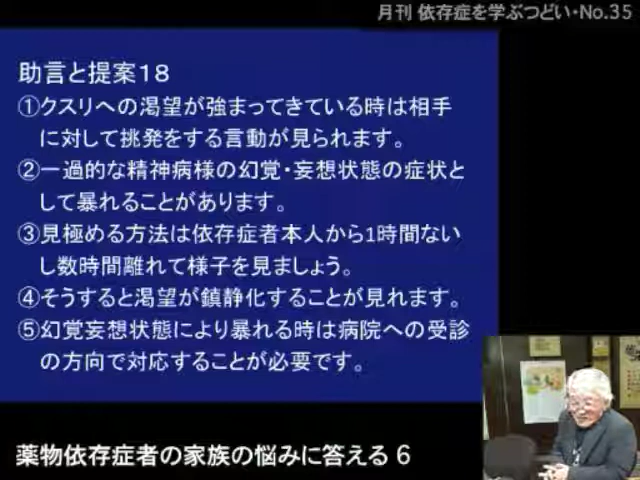 月刊 依存症を学ぶつどい・No.35
助言と提案18
①クスリへの渇望が強まってきている時は相手
に対して挑発をする言動が見られます。
②一過的な精神病様の幻覚・妄想状態の症状と
して暴れることがあります。
③見極める方法は依存症者本人から1時間ない
し数時間離れて様子を見ましょう。
④そうすると渇望が鎮静化することが見れます。
⑤幻覚妄想状態により暴れる時は病院への受診
の方向で対応することが必要です。
薬物依存症者の家族の悩みに答える 6